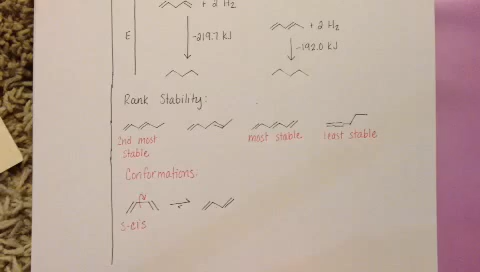 + 2 H₂
E
-219.7 kJ
+ 2 H₂
-192.0 kJ
Rank Stability:
2nd most
stable
most stable
least stable
Conformations:
S-cis